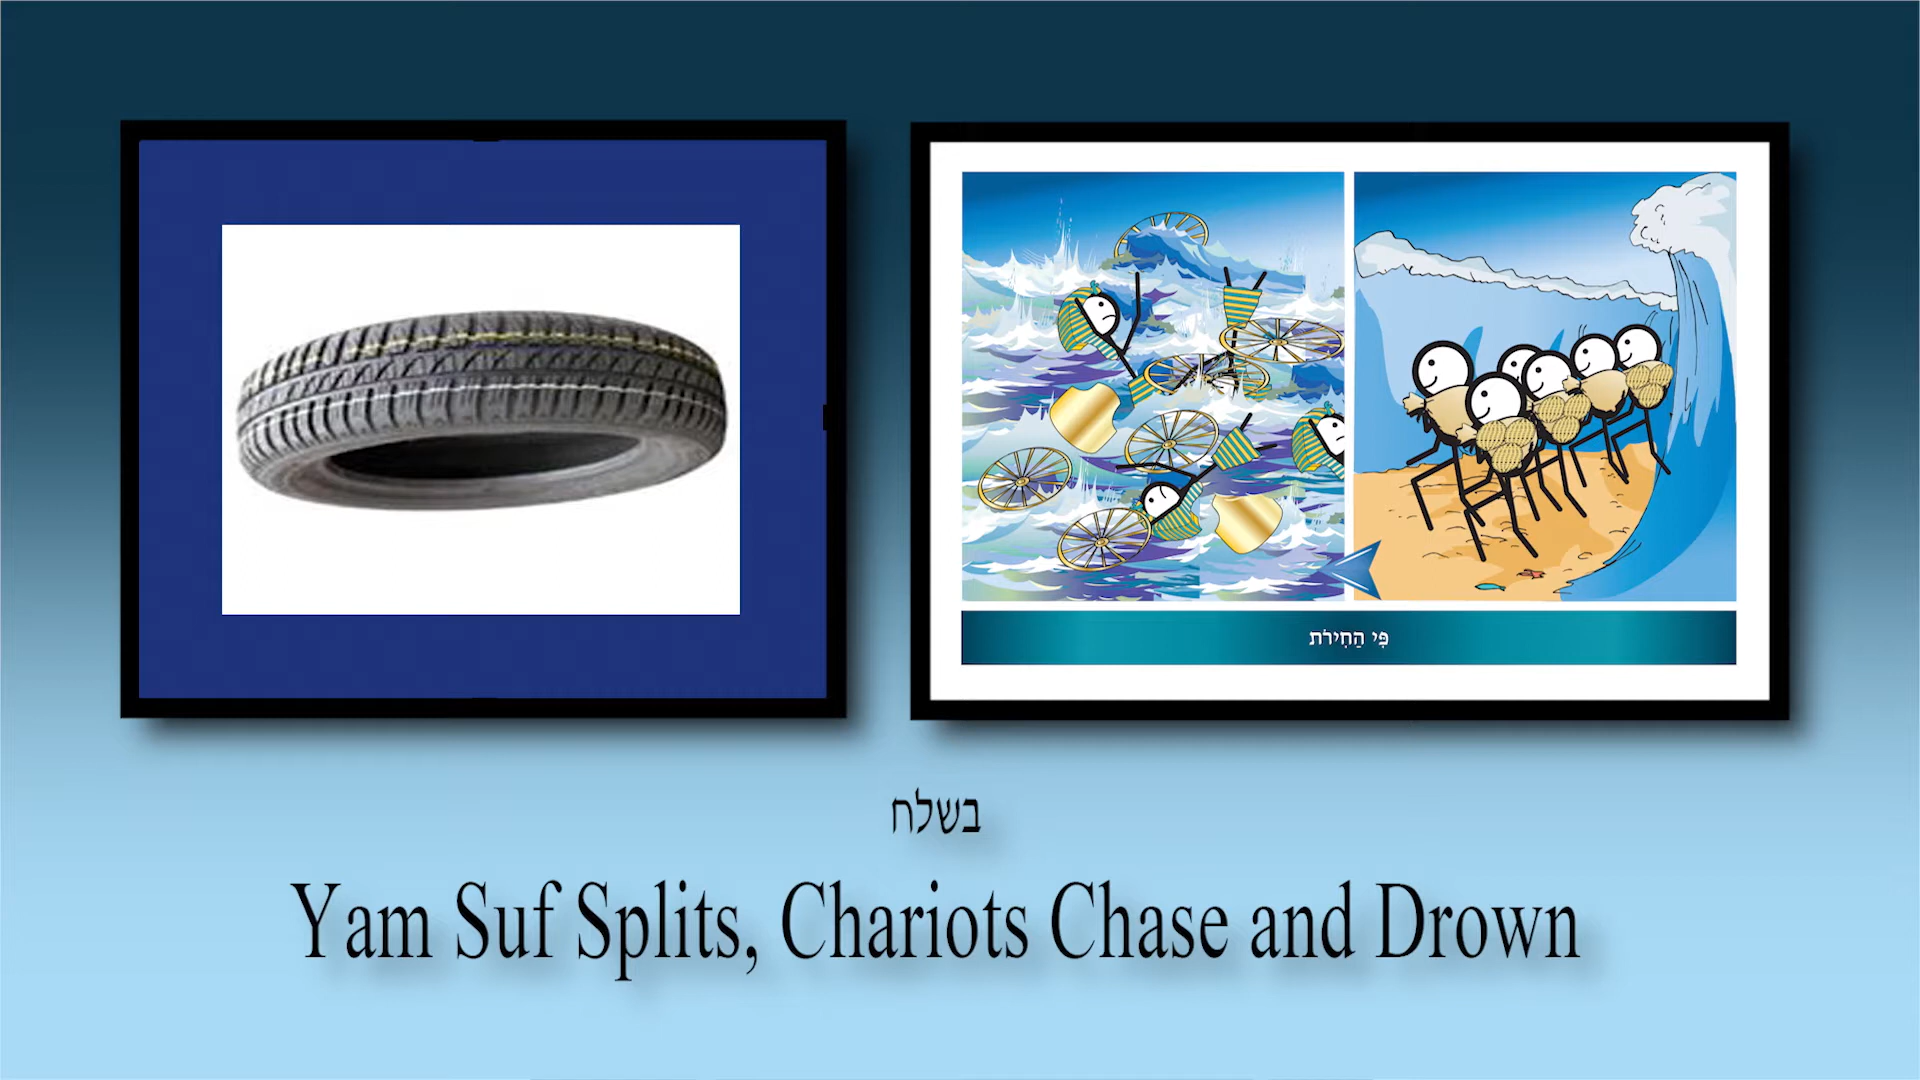 פִּי הַחִירֹת
בשלח
Yam Suf Splits, Chariots Chase and Drown